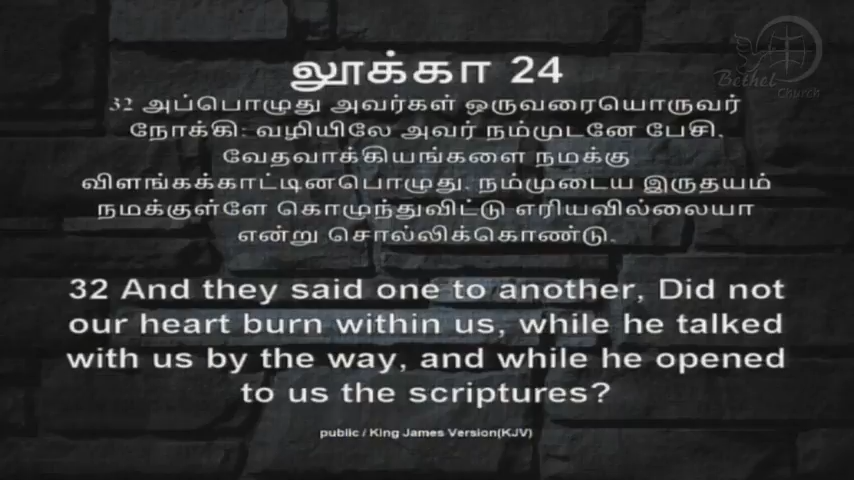 லூக்கா 24
32 அப்பொழுது அவர்கள் ஒருவரையொருவர்
நோக்கி: வழியிலே அவர் நம்முடனே பேசி,
வேதவாக்கியங்களை நமக்கு
விளங்கக்காட்டினபொழுது, நம்முடைய இருதயம்
நமக்குள்ளே கொழுந்துவிட்டு எரியவில்லையா
என்று சொல்லிக்கொண்டு,
32 And they said one to another, Did not
our heart burn within us, while he talked
with us by the way, and while he opened
to us the scriptures?
public / King James Version(KJV)
Bethel
Church